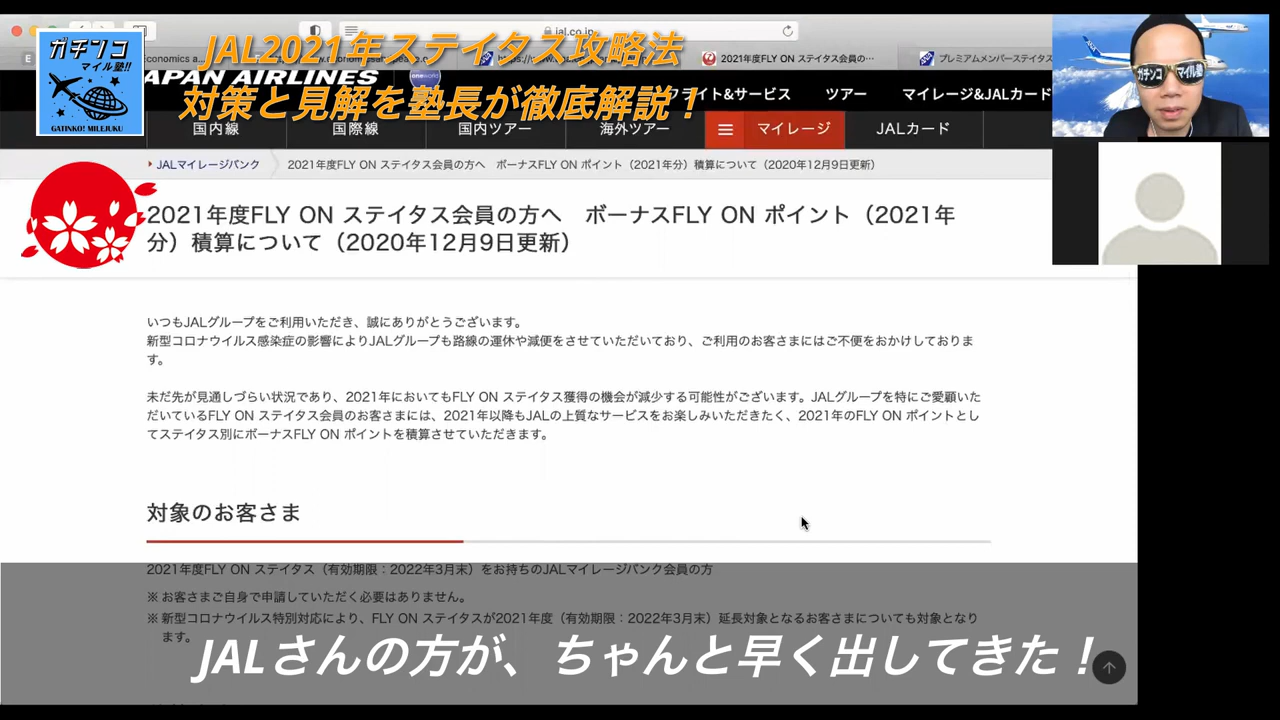 jal.co.jp
JAL2021年ステイタス攻略法
対策と見解を塾長が徹底解説！
ガチンコ
マイル塾!!
GATINKO! MILEJUKU
2021年度FLY ON ステイタス会員の方へ　ボーナスFLY ON ポ…
プレミアムメンバーステイタス
APAN AIRLINES
oneworld
フライト&サービス
ツアー
マイレージ&JALカード
国内線
国際線
国内ツアー
海外ツアー
マイレージ
JALカード
ガチンコ マイル塾
JALマイレージバンク
2021年度FLY ON ステイタス会員の方へ　ボーナスFLY ON ポイント（2021年分）積算について（2020年12月9日更新）
2021年度FLY ON ステイタス会員の方へ　ボーナスFLY ON ポイント（2021年
分）積算について（2020年12月9日更新）
いつもJALグループをご利用いただき、誠にありがとうございます。
新型コロナウイルス感染症の影響によりJALグループも路線の運休や減便をさせていただいており、ご利用のお客さまにはご不便をおかけしておりま
す。
未だ先が見通しづらい状況であり、2021年においてもFLY ON ステイタス獲得の機会が減少する可能性がございます。JALグループを特にご愛顧いた
だいているFLY ON ステイタス会員のお客さまには、2021年以降もJALの上質なサービスをお楽しみいただきたく、2021年のFLY ON ポイントとし
てステイタス別にボーナスFLY ON ポイントを積算させていただきます。
対象のお客さま
2021年度FLY ON ステイタス（有効期限：2022年3月末）をお持ちのJALマイレージバンク会員の方
※ お客さまご自身で申請していただく必要はありません。
※ 新型コロナウイルス特別対応により、FLY ON ステイタスが2021年度（有効期限：2022年3月末）延長対象となるお客さまについても対象となり
ます。
JALさんの方が、ちゃんと早く出してきた！